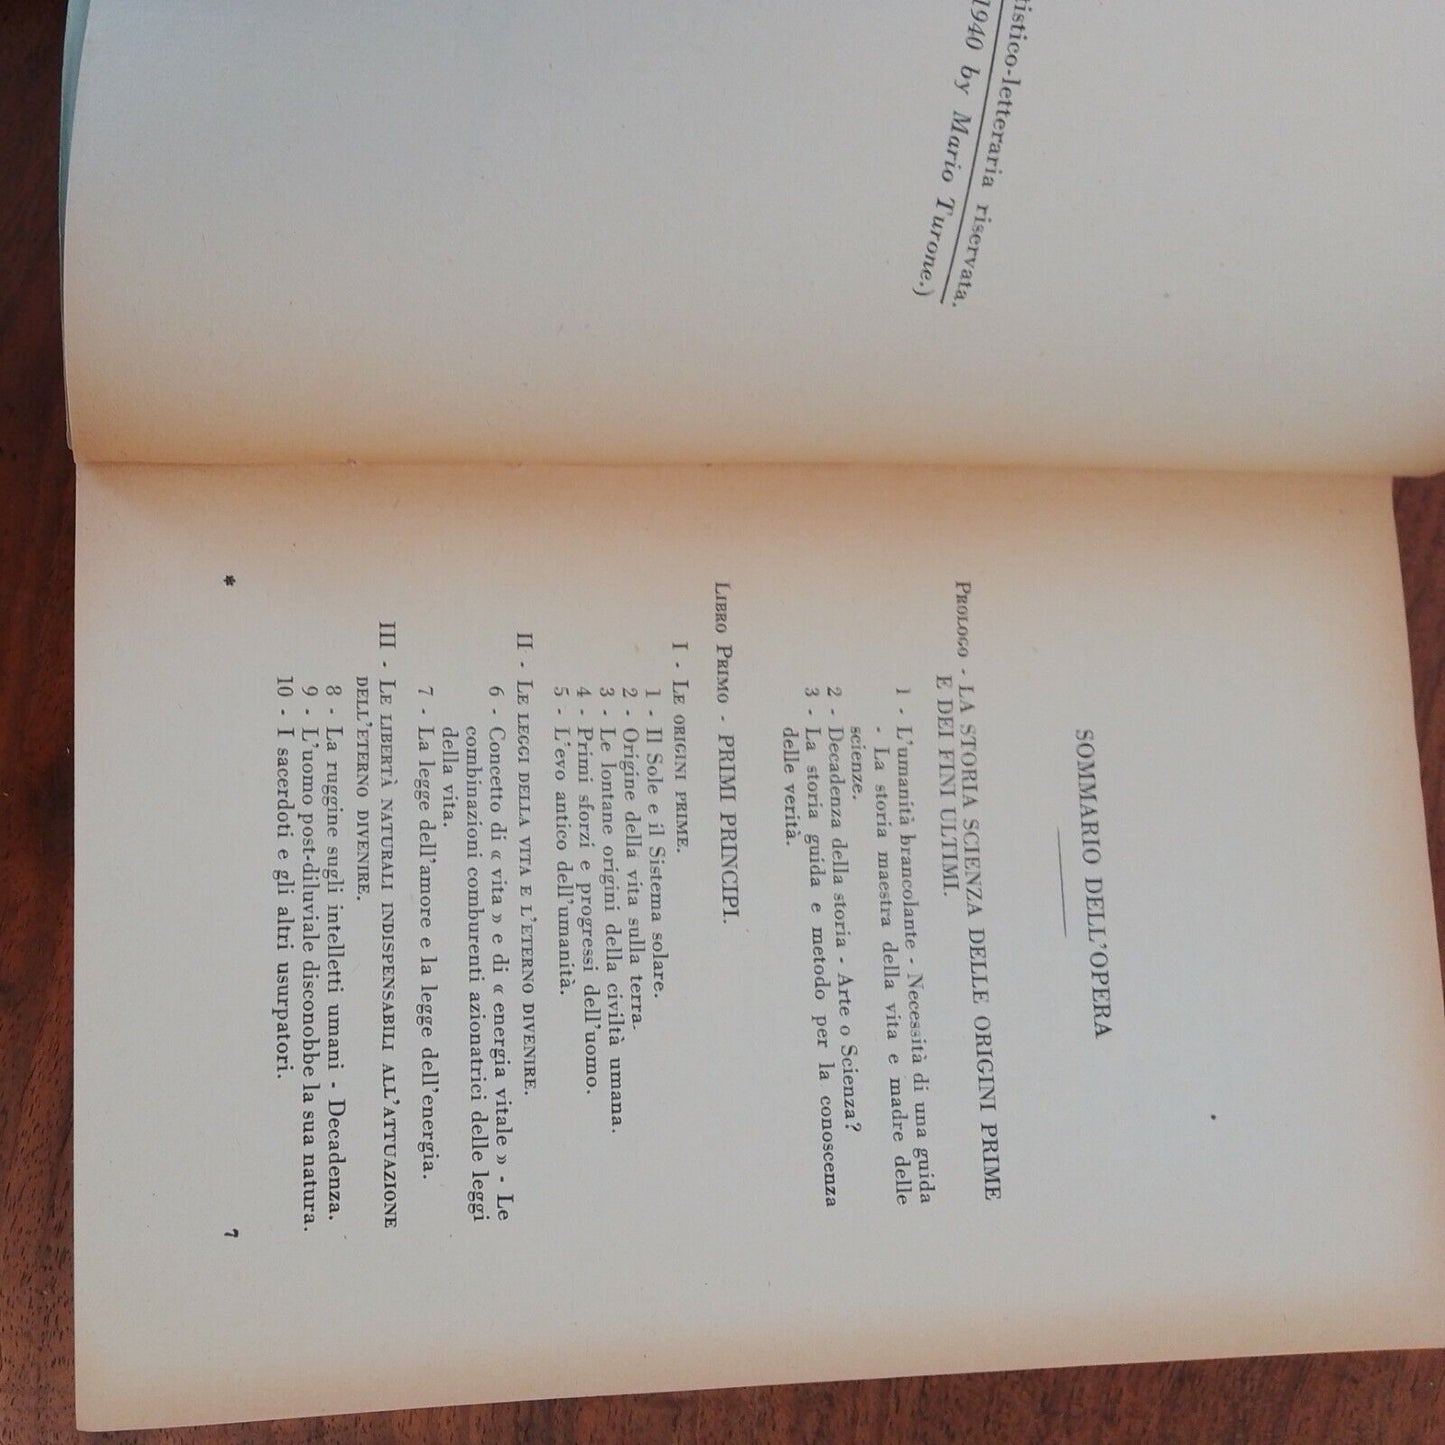 tistico-letteraria riservata.
1940 by Mario Turone.)
SOMMARIO DELL'OPERA
PROLOGO - LA STORIA SCIENZA DELLE ORIGINI PRIME
E DEI FINI ULTIMI.
1 - L'umanità brancolante - Necessità di una guida
- La storia maestra della vita e madre delle
scienze.
2 - Decadenza della storia - Arte o Scienza?
3 - La storia guida e metodo per la conoscenza
delle verità.
LIBRO PRIMO - PRIMI PRINCIPI.
I - LE ORIGINI PRIME.
1 - Il Sole e il Sistema solare.
2 - Origine della vita sulla terra.
3 - Le lontane origini della civiltà umana.
4 - Primi sforzi e progressi dell'uomo.
5 - L'evo antico dell'umanità.
II - LE LEGGI DELLA VITA E L'ETERNO DIVENIRE.
6 - Concetto di « vita » e di « energia vitale » - Le
combinazioni comburenti azionatrici delle leggi
della vita.
7 - La legge dell'amore e la legge dell'energia.
III - LE LIBERTÀ NATURALI INDISPENSABILI ALL'ATTUAZIONE
DELL'ETERNO DIVENIRE.
8 - La ruggine sugli intelletti umani - Decadenza.
9 - L'uomo post-diluviale disconobbe la sua natura.
10 - I sacerdoti e gli altri usurpatori.
* 7